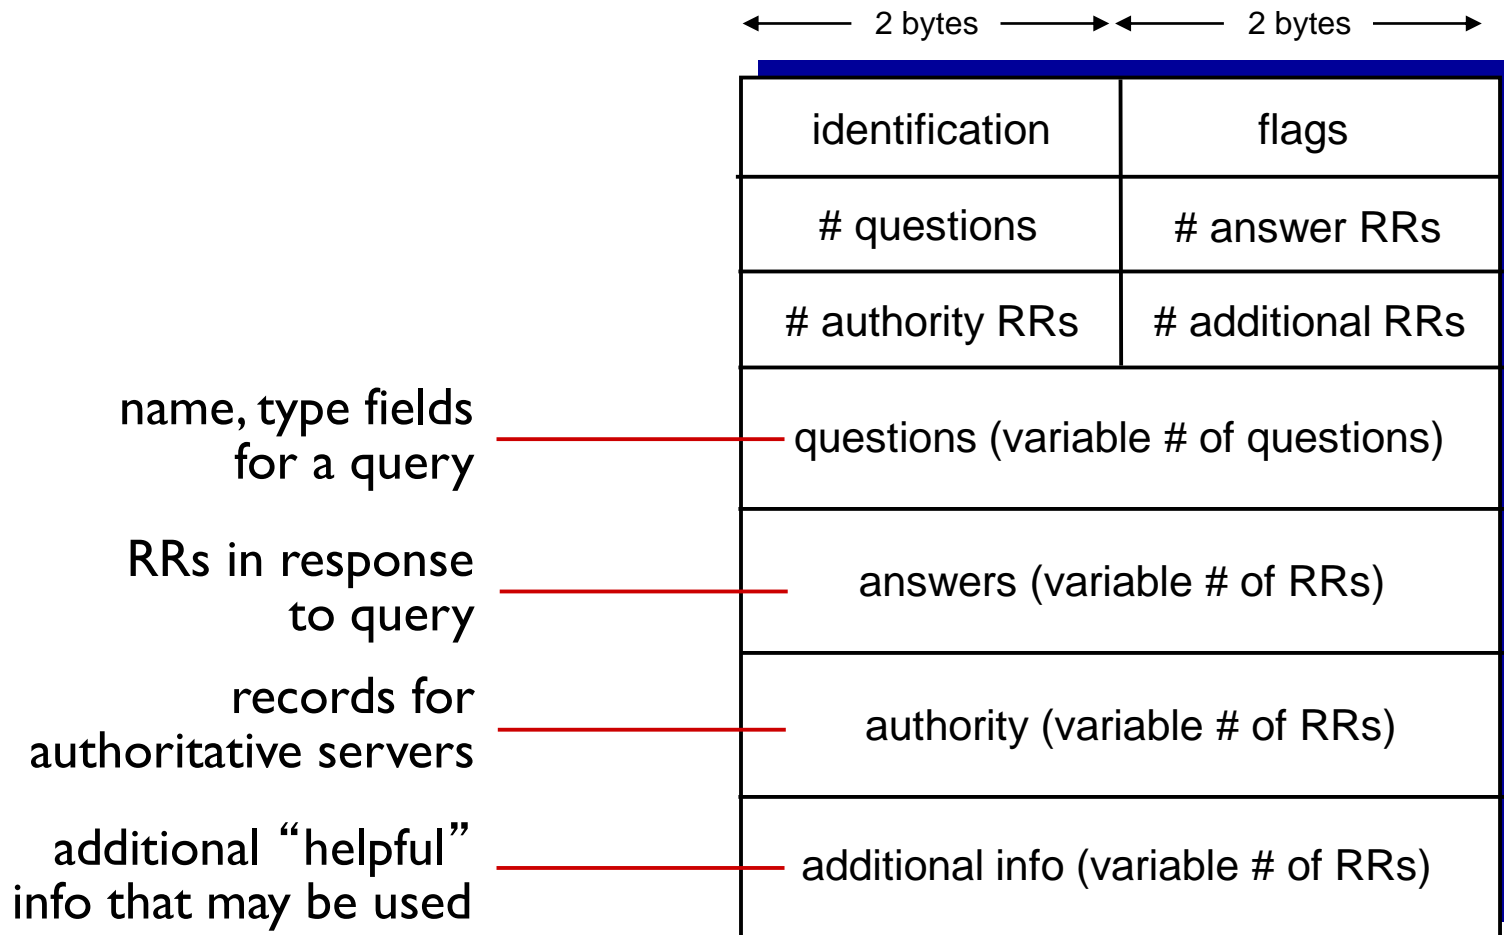 2 bytes 2 bytes
identification flags
# questions # answer RRs
# authority RRs # additional RRs
name, type fields
for a query
questions (variable # of questions)
RRs in response
to query
answers (variable # of RRs)
records for
authoritative servers
authority (variable # of RRs)
additional “helpful”
info that may be used
additional info (variable # of RRs)